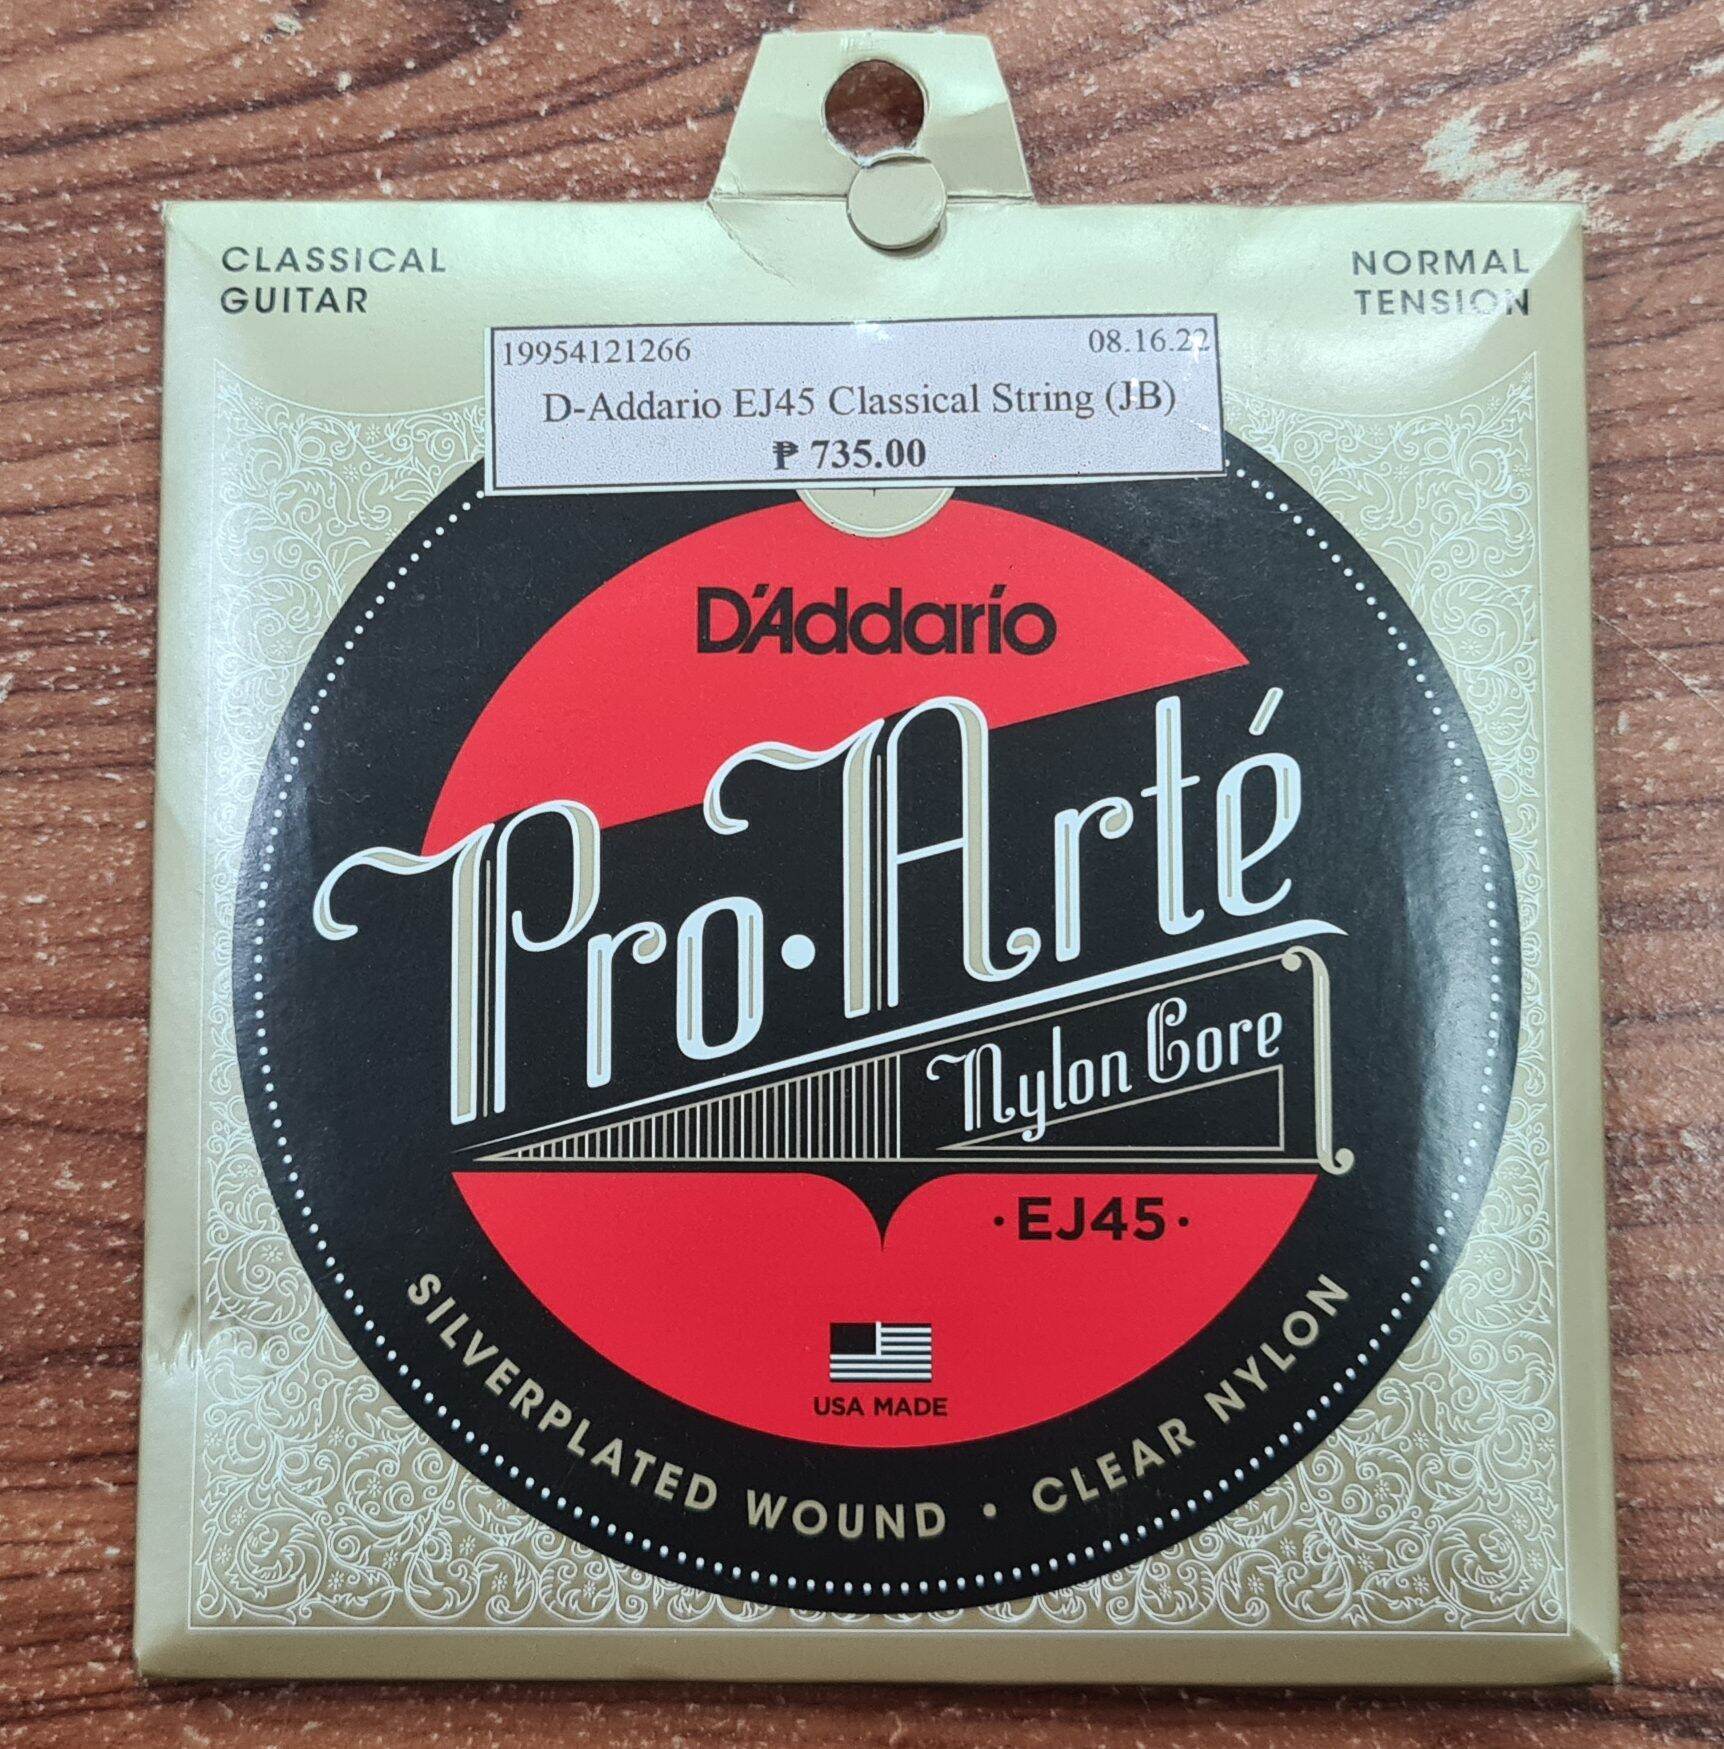 CLASSICAL
GUITAR
NORMAL
TENSION
19954121266
08.16.22
D-Addario EJ45 Classical String (JB)
₱ 735.00
D'Addario
Pro·Arté
Nylon Core
·EJ45·
USA MADE
SILVERPLATED WOUND • CLEAR NYLON